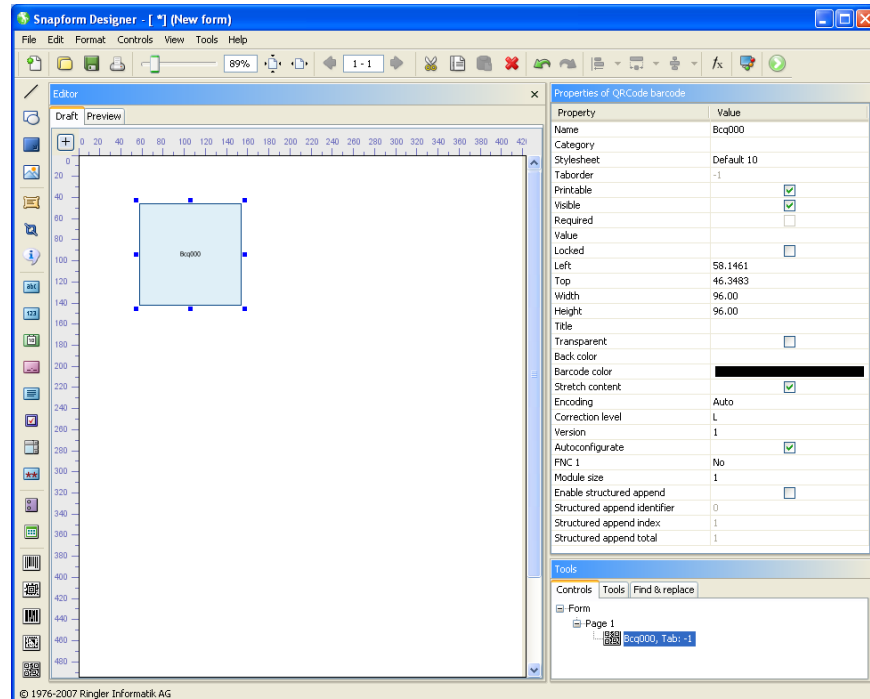 Snapform Designer - [ *] (New form)
File Edit Format Controls View Tools Help
89% 1 - 1 fx
Editor
Draft Preview
0 20 40 60 80 100 120 140 160 180 200 220 240 260 280 300 320 340 360 380 400 42
0
20
40
60
80
100
120
140
160
180
200
220
240
260
280
300
320
340
360
380
400
420
440
460
480
Bcq000
abc
123
Properties of QRCode barcode
Property Value
Name Bcq000
Category
Stylesheet Default 10
Taborder -1
Printable
Visible
Required
Value
Locked
Left 58.1461
Top 46.3483
Width 96.00
Height 96.00
Title
Transparent
Back color
Barcode color
Stretch content
Encoding Auto
Correction level L
Version 1
Autoconfigurate
FNC 1 No
Module size 1
Enable structured append
Structured append identifier 0
Structured append index 1
Structured append total 1
Tools
Controls Tools Find & replace
Form
Page 1
Bcq000, Tab: -1
© 1976-2007 Ringler Informatik AG